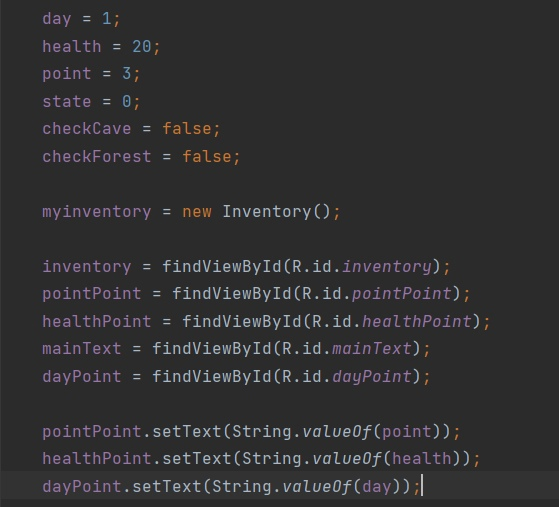 day = 1;
health = 20;
point = 3;
state = 0;
checkCave = false;
checkForest = false;
myinventory = new Inventory();
inventory = findViewById(R.id.inventory);
pointPoint = findViewById(R.id.pointPoint);
healthPoint = findViewById(R.id.healthPoint);
mainText = findViewById(R.id.mainText);
dayPoint = findViewById(R.id.dayPoint);
pointPoint.setText(String.valueOf(point));
healthPoint.setText(String.valueOf(health));
dayPoint.setText(String.valueOf(day));